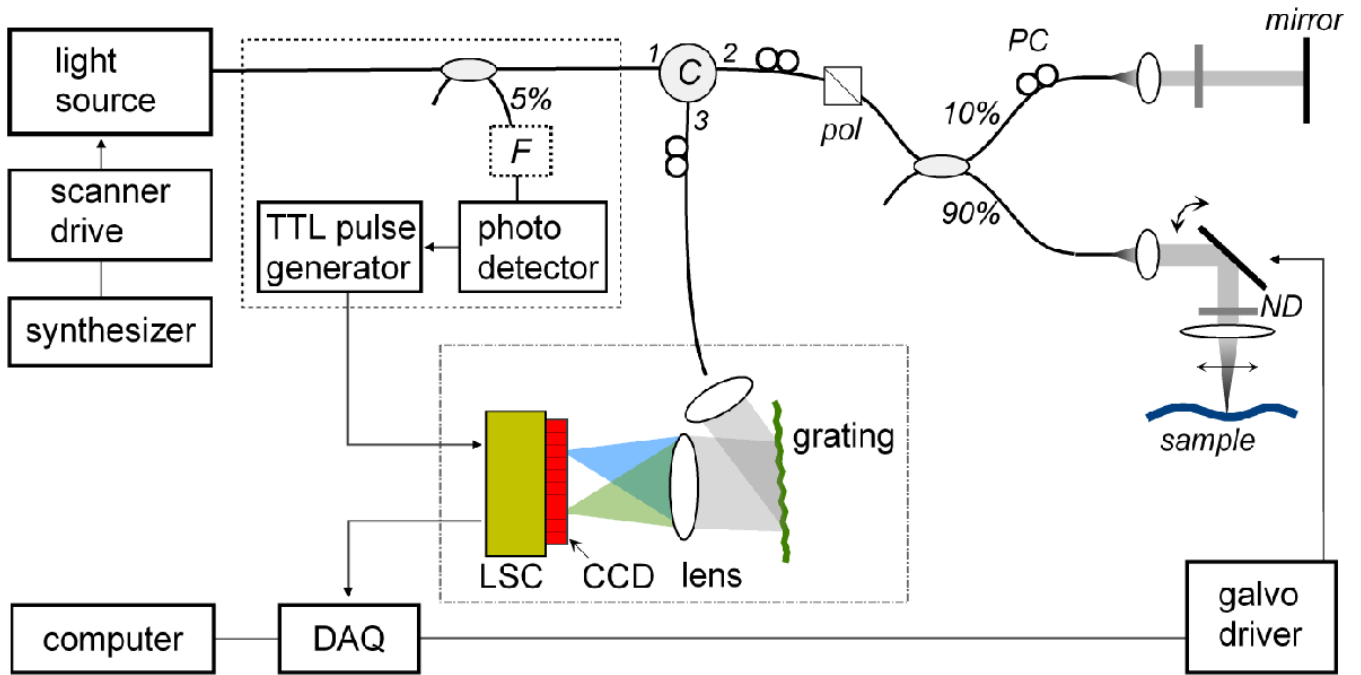 light
source
scanner
drive
synthesizer
5%
F
TTL pulse
generator
photo
detector
1
C
2
3
pol
PC
10%
90%
mirror
ND
sample
grating
LSC
CCD
lens
computer
DAQ
galvo
driver